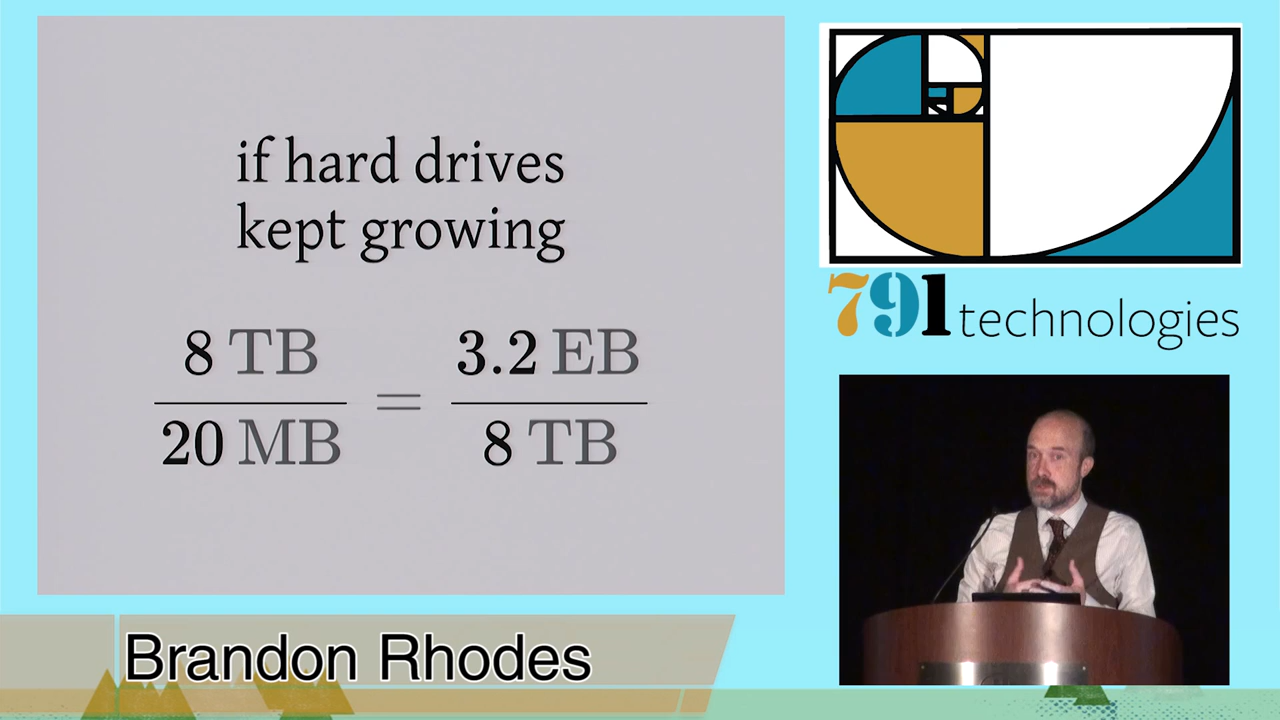 if hard drives
kept growing
8 TB
20 MB
=
3.2 EB
8 TB
791 technologies
Brandon Rhodes